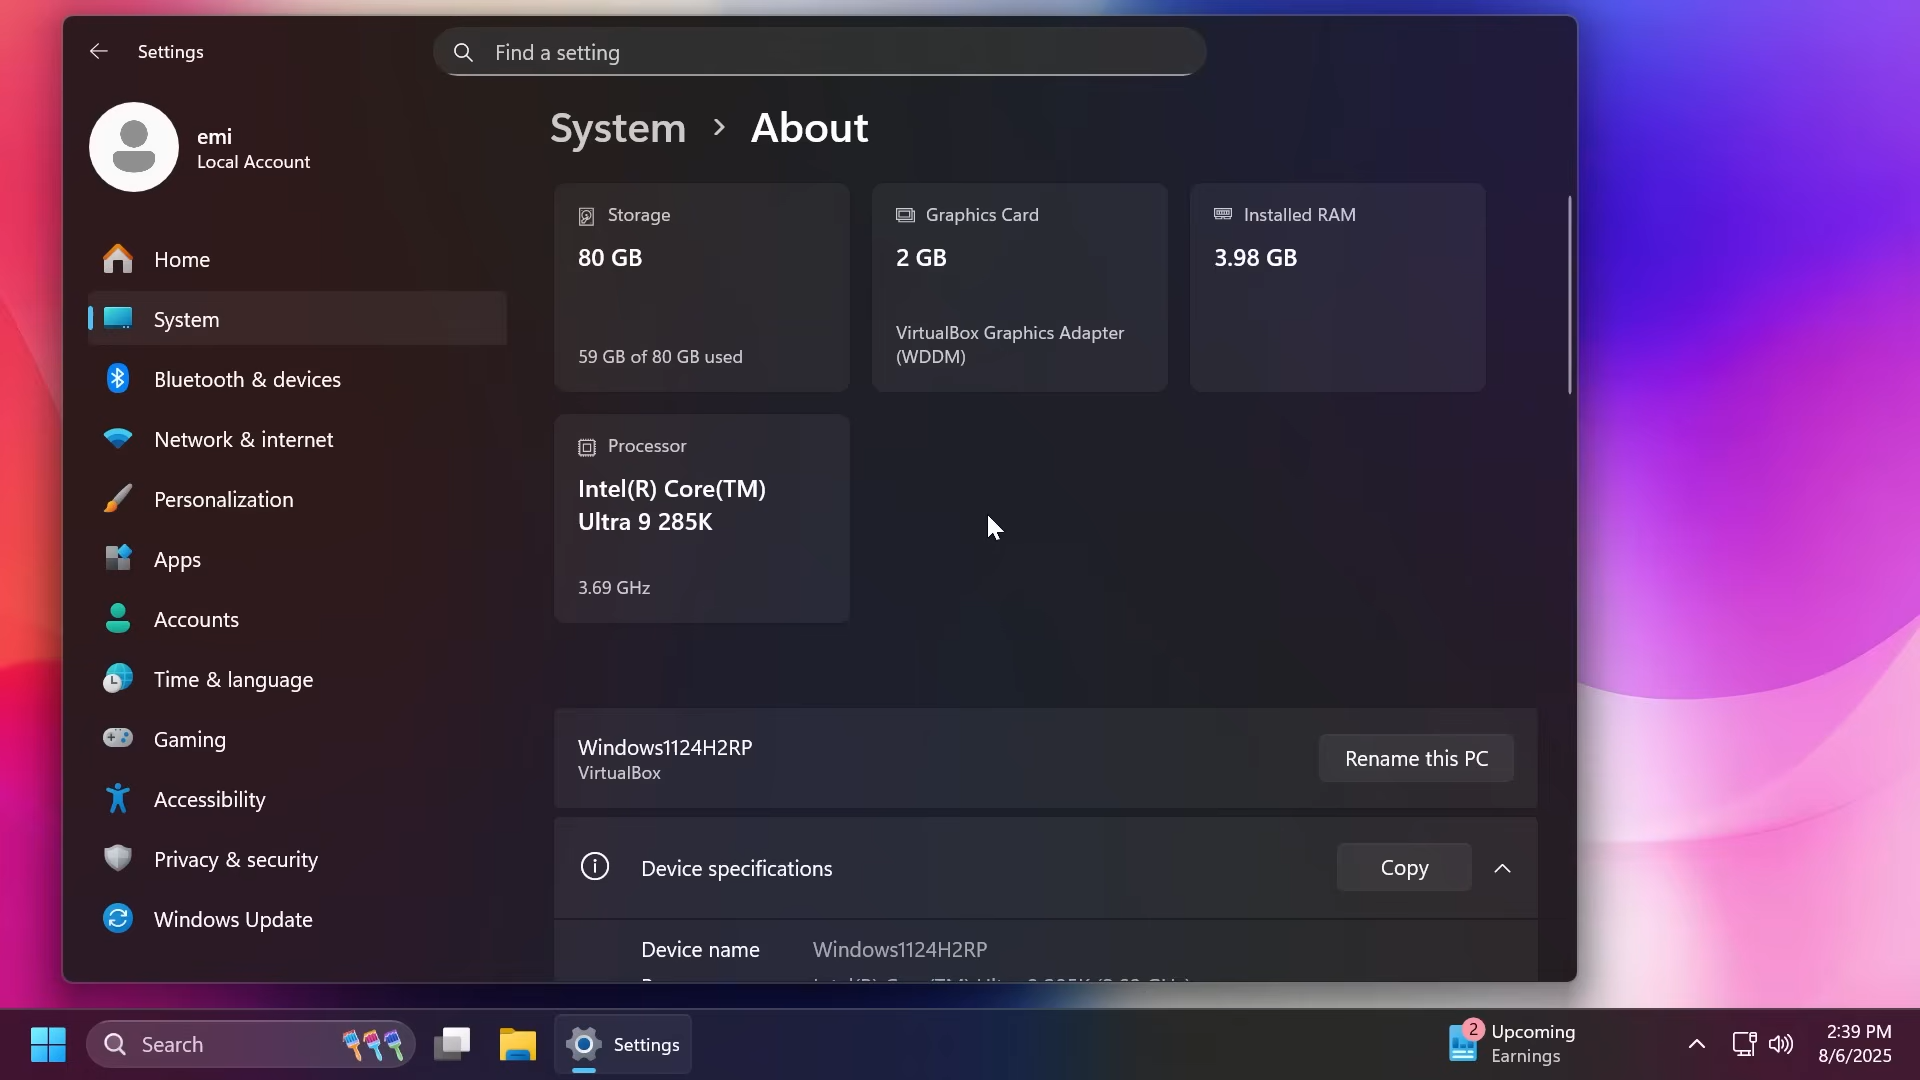 Settings
Find a setting
emi
Local Account
Home
System
Bluetooth & devices
Network & internet
Personalization
Apps
Accounts
Time & language
Gaming
Accessibility
Privacy & security
Windows Update
System > About
Storage
80 GB
59 GB of 80 GB used
Graphics Card
2 GB
VirtualBox Graphics Adapter
(WDDM)
Installed RAM
3.98 GB
Processor
Intel(R) Core(TM)
Ultra 9 285K
3.69 GHz
Windows1124H2RP
VirtualBox
Rename this PC
Device specifications
Copy
Device name Windows1124H2RP
Search
Settings
2
Upcoming
Earnings
2:39 PM
8/6/2025